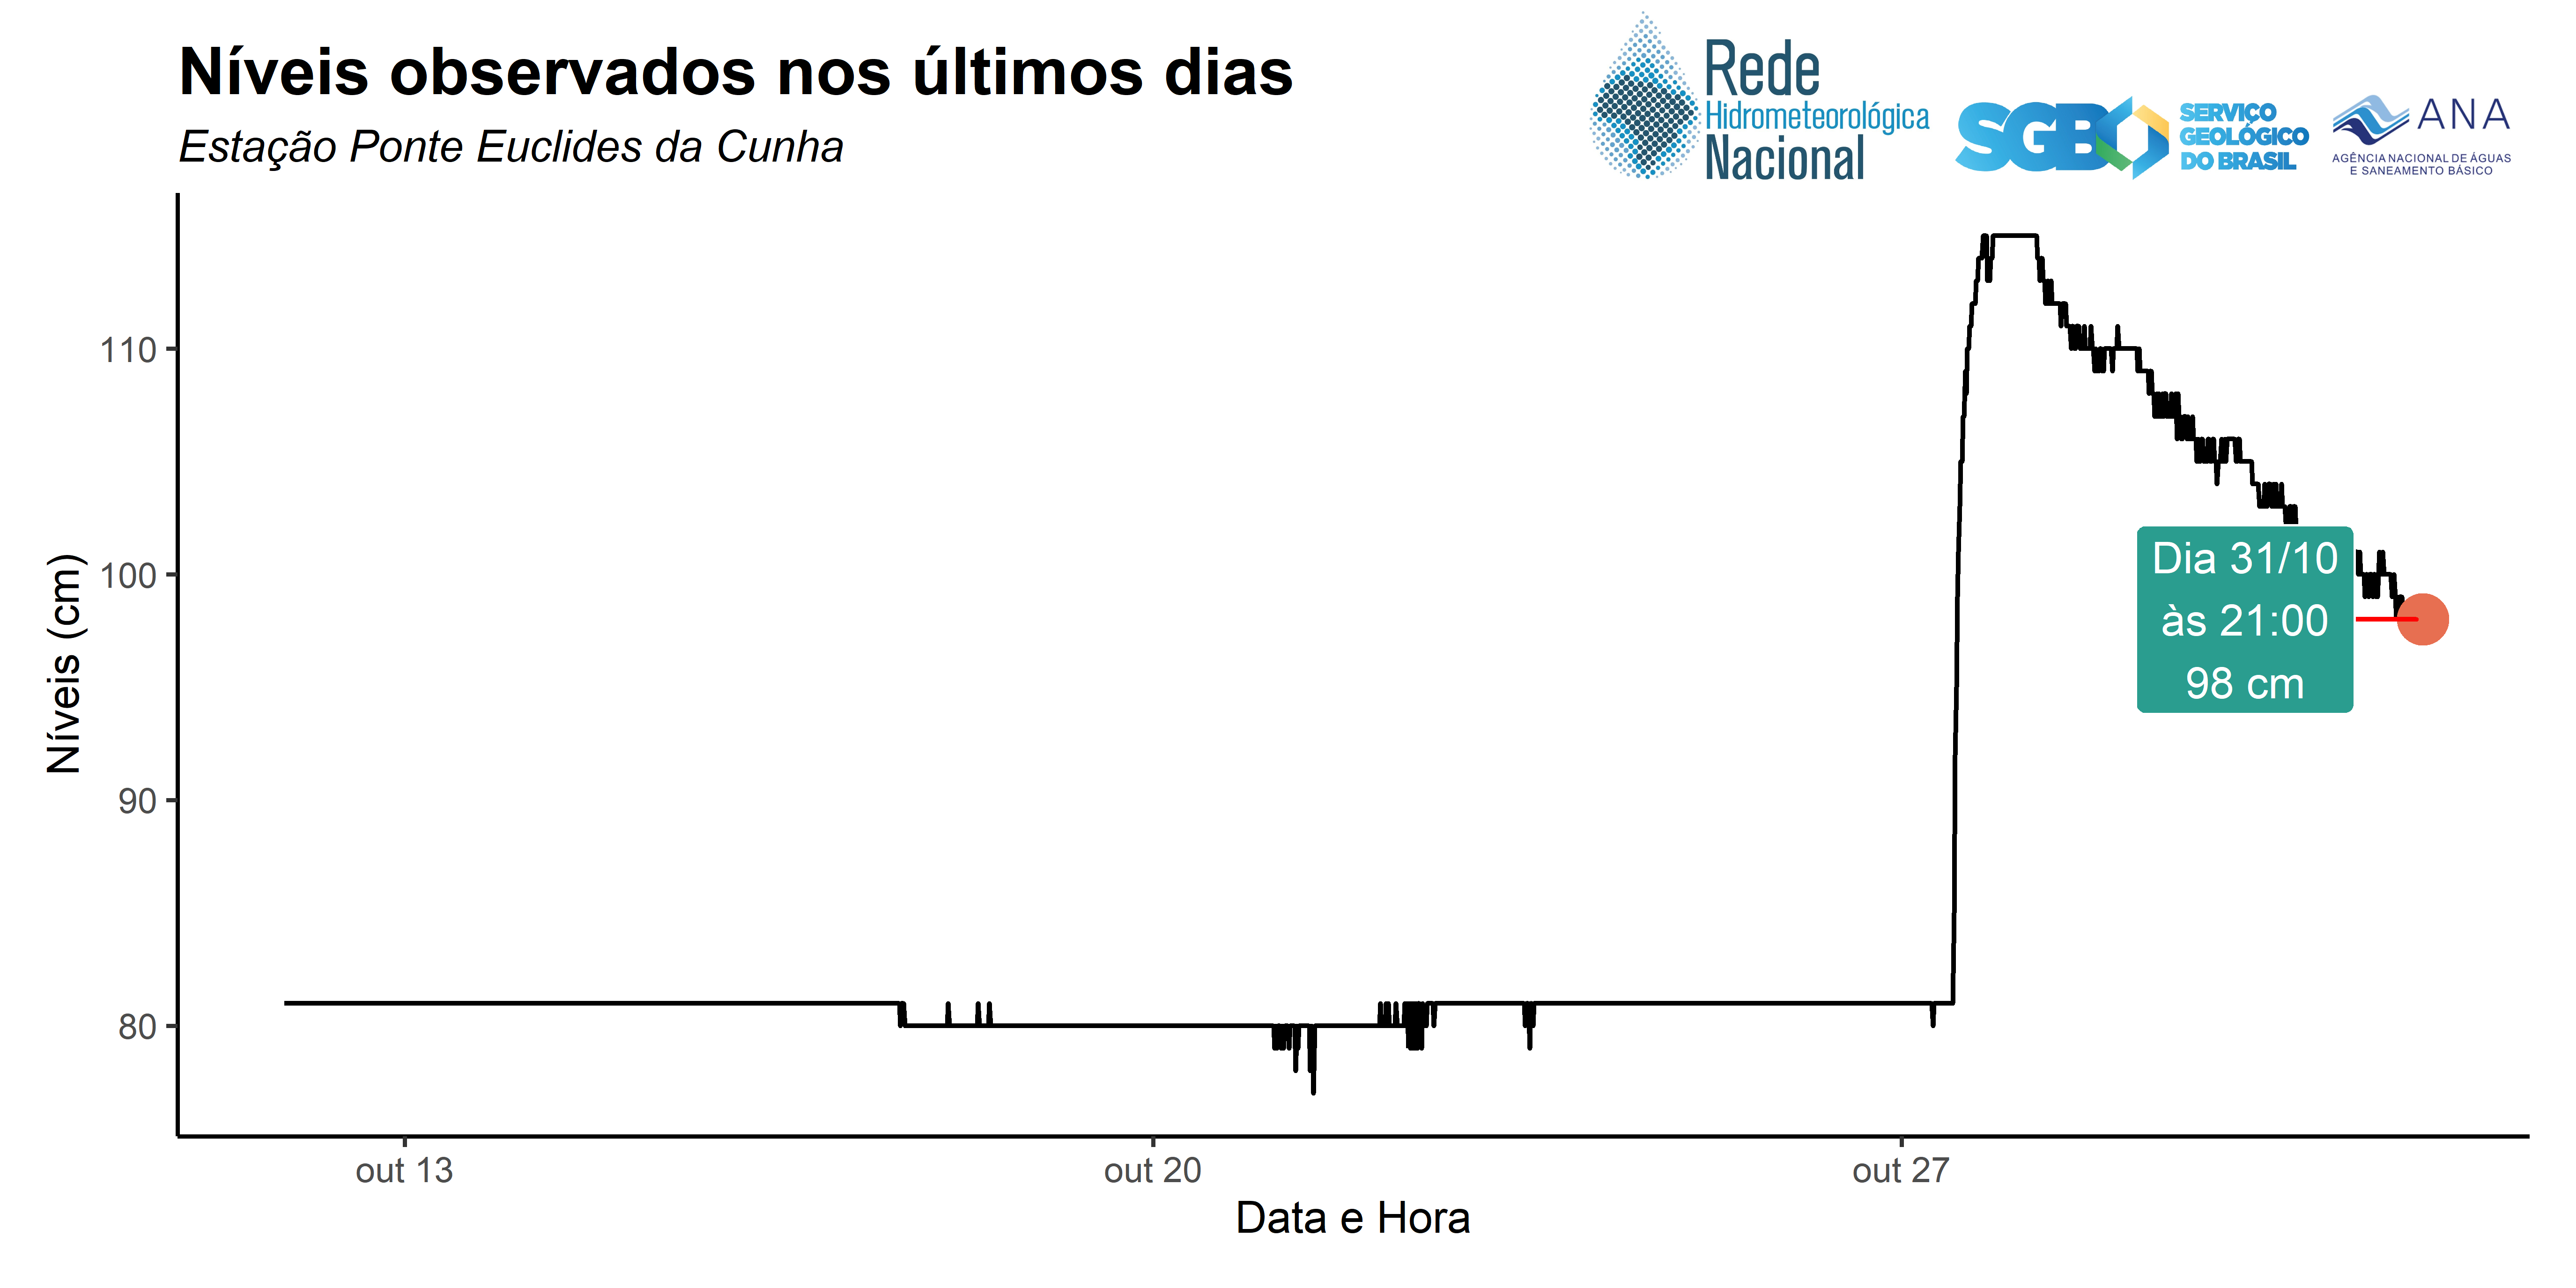 Níveis observados nos últimos dias
Estação Ponte Euclides da Cunha
Rede
Hidrometeorológica
Nacional
SGB
SERVIÇO
GEOLÓGICO
DO BRASIL
ANA
AGÊNCIA NACIONAL DE ÁGUAS
E SANEAMENTO BÁSICO
Níveis (cm)
110
100
90
80
Dia 31/10
às 21:00
98 cm
out 13
out 20
out 27
Data e Hora